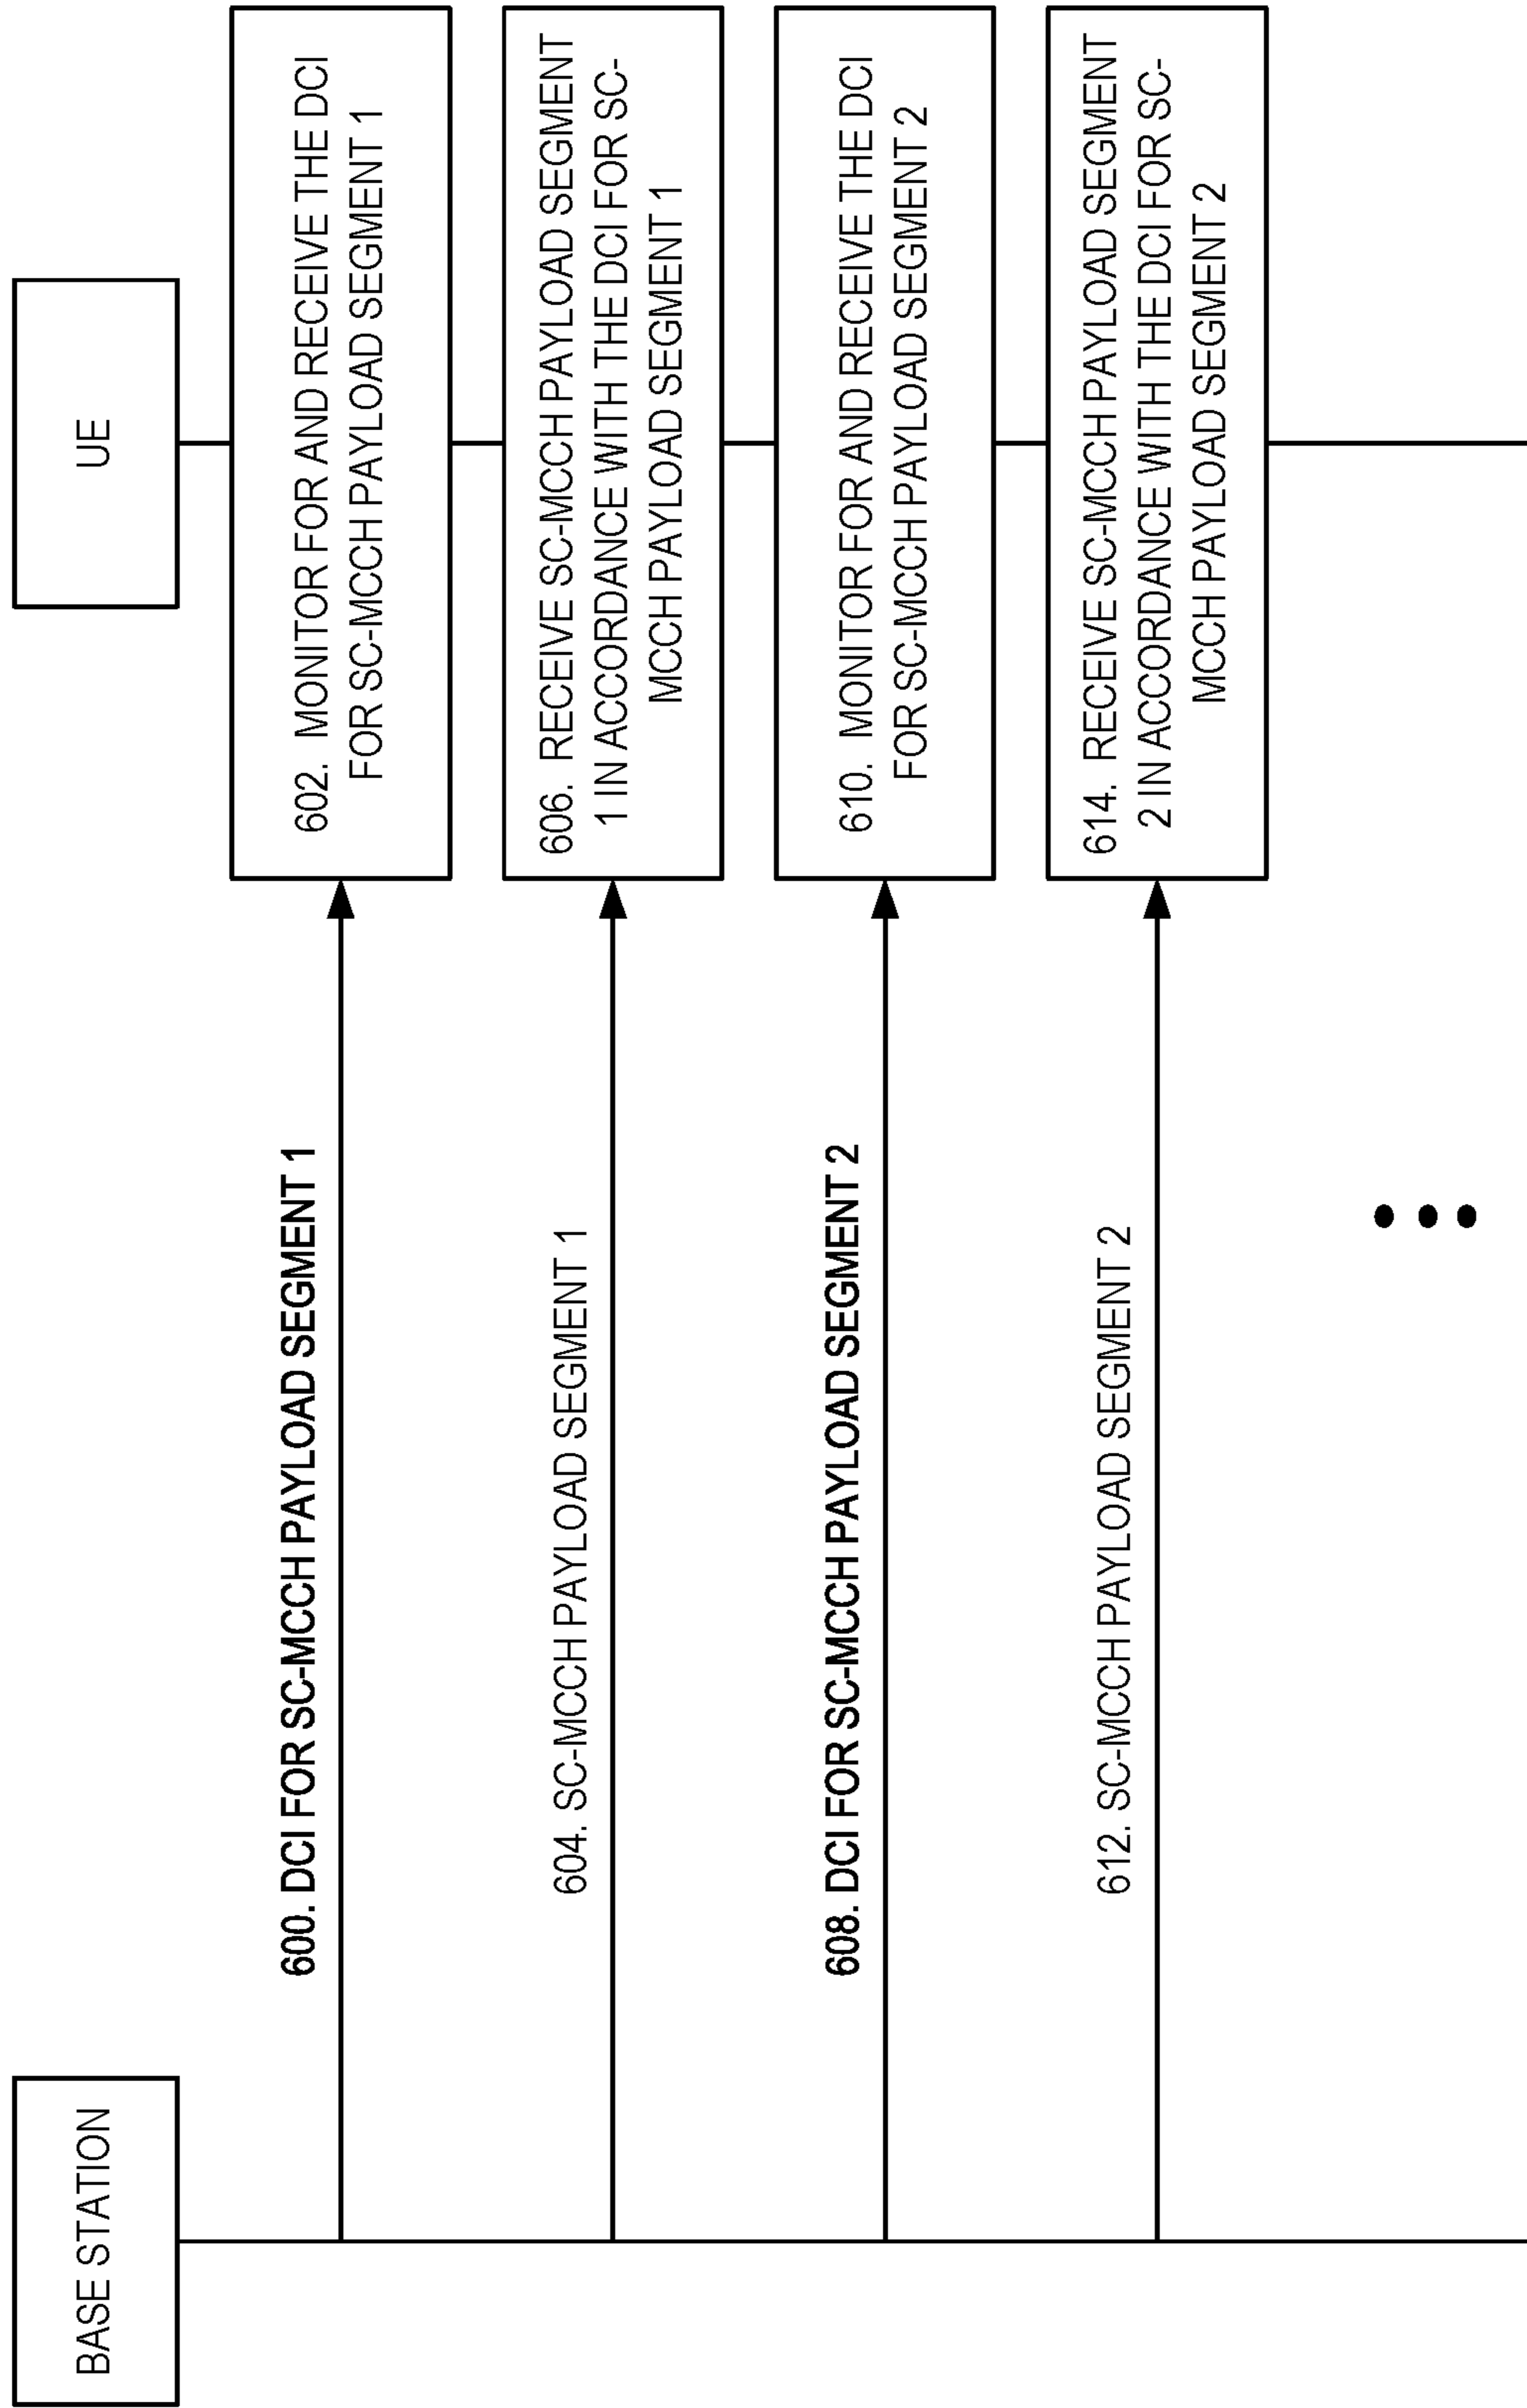 BASE STATION
UE
600. DCI FOR SC-MCCH PAYLOAD SEGMENT 1
602. MONITOR FOR AND RECEIVE THE DCI
FOR SC-MCCH PAYLOAD SEGMENT 1
604. SC-MCCH PAYLOAD SEGMENT 1
606. RECEIVE SC-MCCH PAYLOAD SEGMENT
1 IN ACCORDANCE WITH THE DCI FOR SC-
MCCH PAYLOAD SEGMENT 1
608. DCI FOR SC-MCCH PAYLOAD SEGMENT 2
610. MONITOR FOR AND RECEIVE THE DCI
FOR SC-MCCH PAYLOAD SEGMENT 2
612. SC-MCCH PAYLOAD SEGMENT 2
614. RECEIVE SC-MCCH PAYLOAD SEGMENT
2 IN ACCORDANCE WITH THE DCI FOR SC-
MCCH PAYLOAD SEGMENT 2